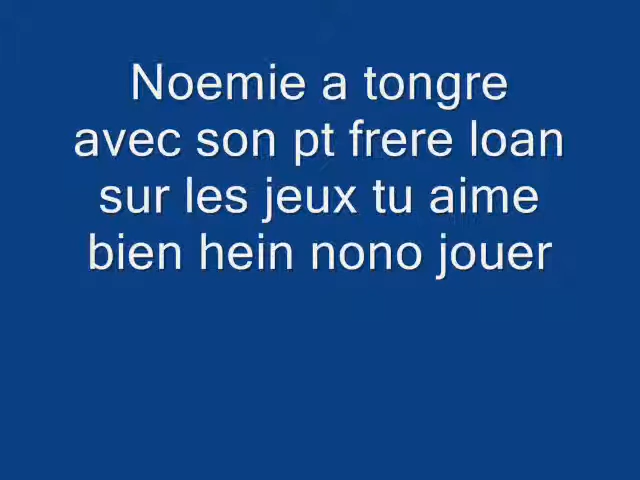 Noemie a tongre
avec son pt frere loan
sur les jeux tu aime
bien hein nono jouer